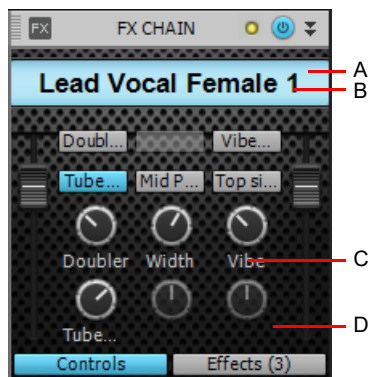 FX FX CHAIN
Lead Vocal Female 1
A
B
Doubl... Vibe...
Tube... Mid P... Top si...
Doubler Width Vibe
C
Tube...
D
Controls Effects (3)